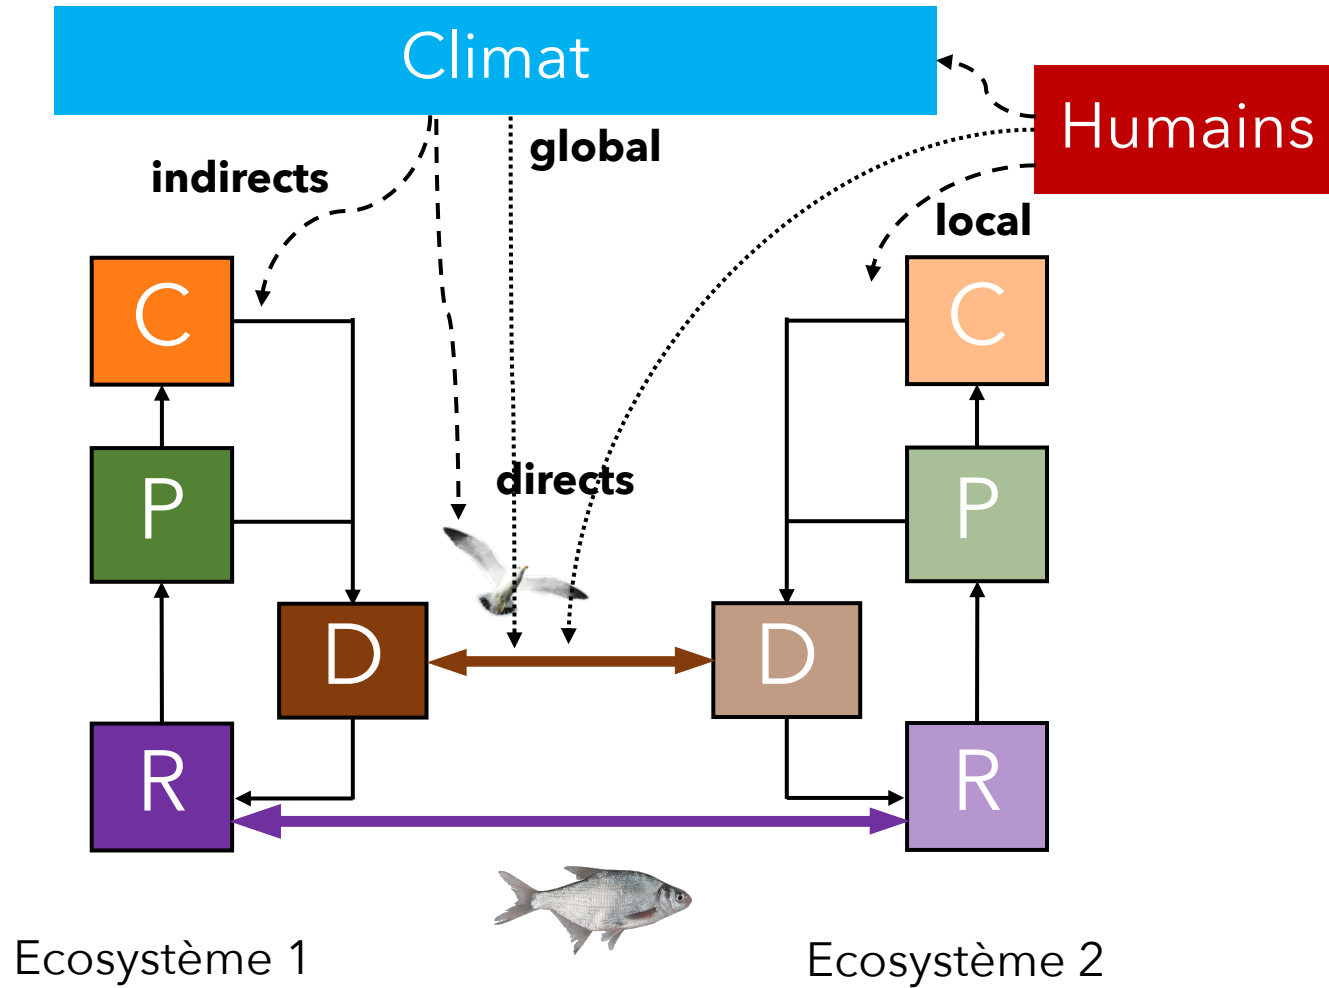 Climat
Humains
global
indirects
local
C
C
P
directs
P
D
D
R
R
Ecosystème 1
Ecosystème 2